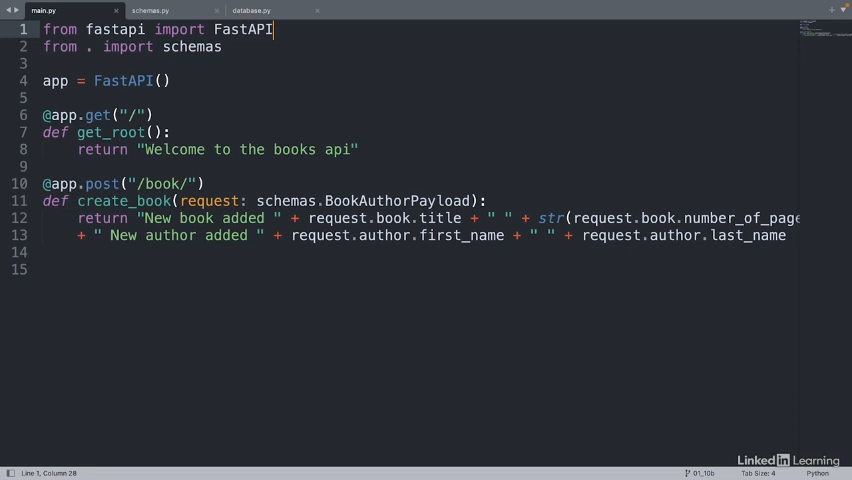 main.py schemas.py database.py
1 from fastapi import FastAPI
2 from . import schemas
3
4 app = FastAPI()
5
6 @app.get("/")
7 def get_root():
8 return "Welcome to the books api"
9
10 @app.post("/book/")
11 def create_book(request: schemas.BookAuthorPayload):
12 return "New book added " + request.book.title + " " + str(request.book.number_of_page
13 + " New author added " + request.author.first_name + " " + request.author.last_name
14
15
LinkedIn Learning
Line 1, Column 28 01_10b Tab Size: 4 Python